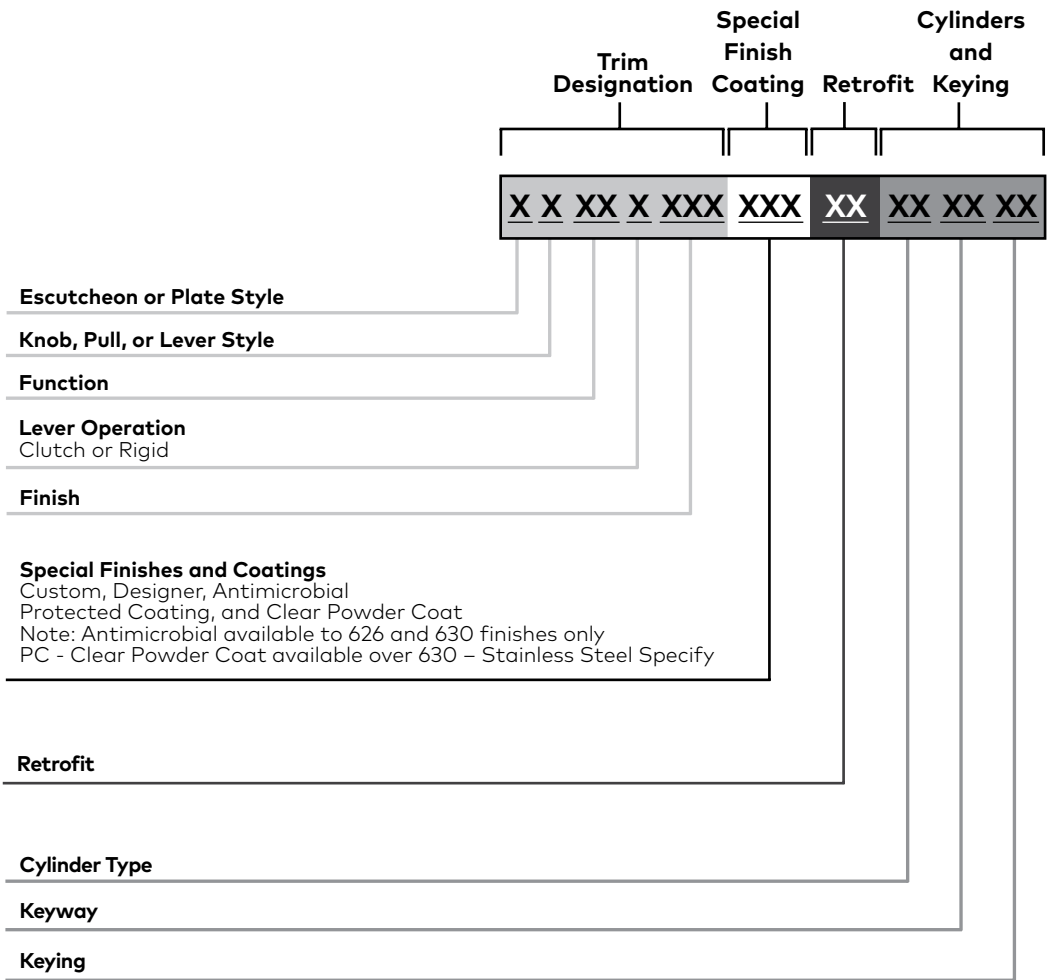 Special
Finish
Coating
Cylinders
and
Keying
Trim
Designation
Retrofit
X X XX X XXX XXX XX XX XX XX
Escutcheon or Plate Style
Knob, Pull, or Lever Style
Function
Lever Operation
Clutch or Rigid
Finish
Special Finishes and Coatings
Custom, Designer, Antimicrobial
Protected Coating, and Clear Powder Coat
Note: Antimicrobial available to 626 and 630 finishes only
PC - Clear Powder Coat available over 630 – Stainless Steel Specify
Retrofit
Cylinder Type
Keyway
Keying